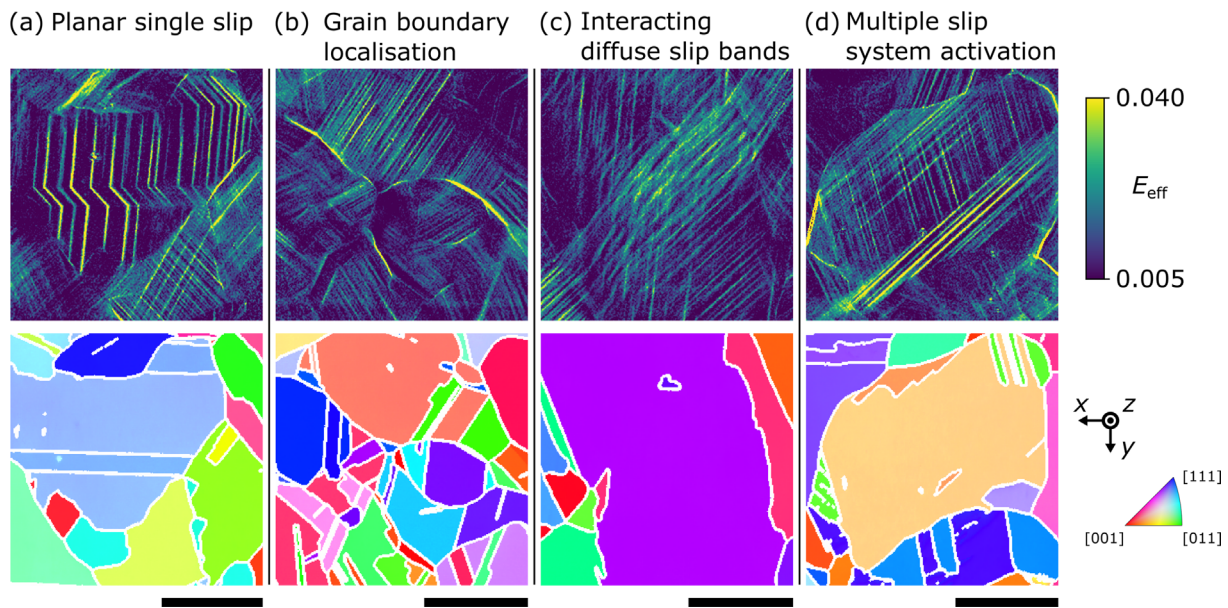 (a) Planar single slip
(b) Grain boundary
localisation
(c) Interacting
diffuse slip bands
(d) Multiple slip
system activation
0.040
E_eff
0.005
x
z
y
[111]
[001]
[011]